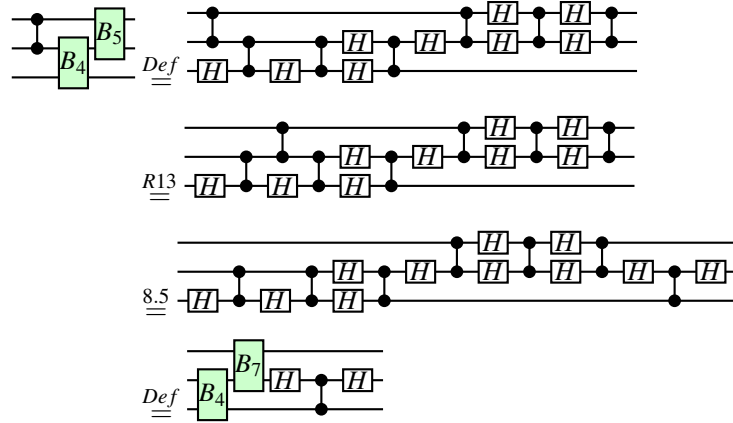 H H
B₅ H H H H
B₄ Def = H H H
H H
H H H H
R13 = H H H
H H
H H H H H H
8.5 = H H H
B₇ H H
Def = B₄